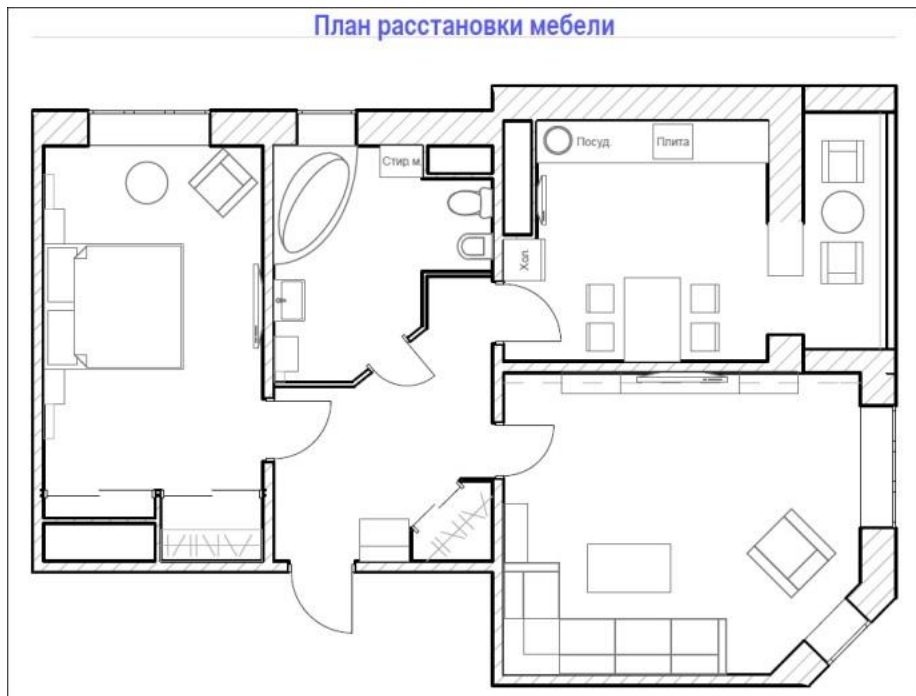 План расстановки мебели
Посуд.
Плита
Стир.м.
Хол.